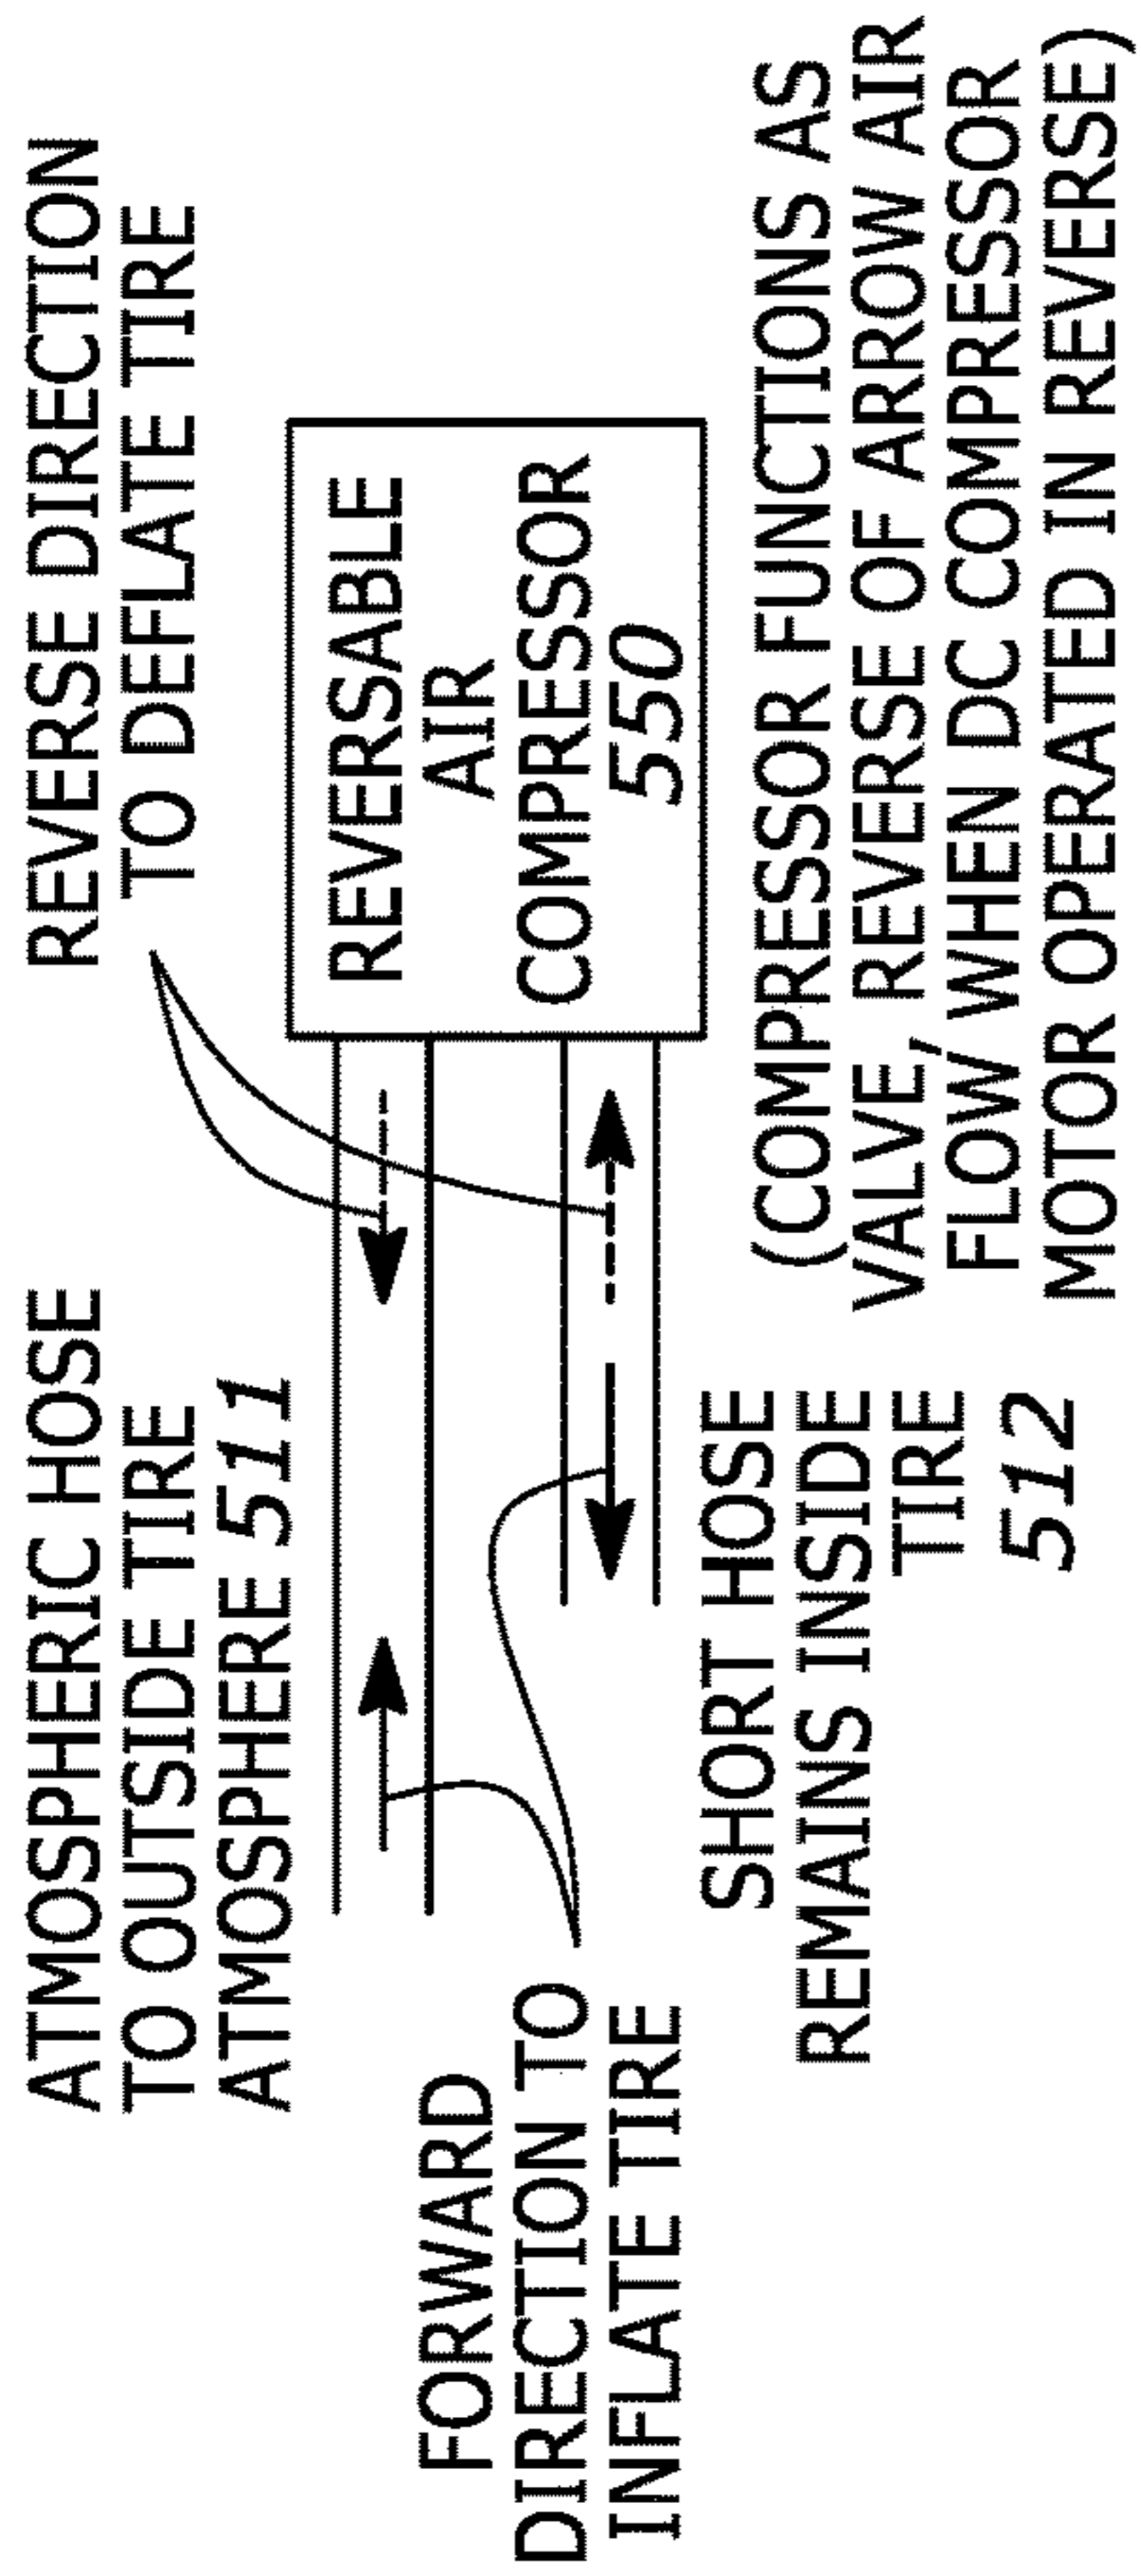 ATMOSPHERIC HOSE
TO OUTSIDE TIRE
ATMOSPHERE 511
REVERSE DIRECTION
TO DEFLATE TIRE
FORWARD
DIRECTION TO
INFLATE TIRE
REVERSABLE
AIR
COMPRESSOR
550
SHORT HOSE
REMAINS INSIDE
TIRE
512
(COMPRESSOR FUNCTIONS AS
VALVE, REVERSE OF ARROW AIR
FLOW WHEN DC COMPRESSOR
MOTOR OPERATED IN REVERSE)